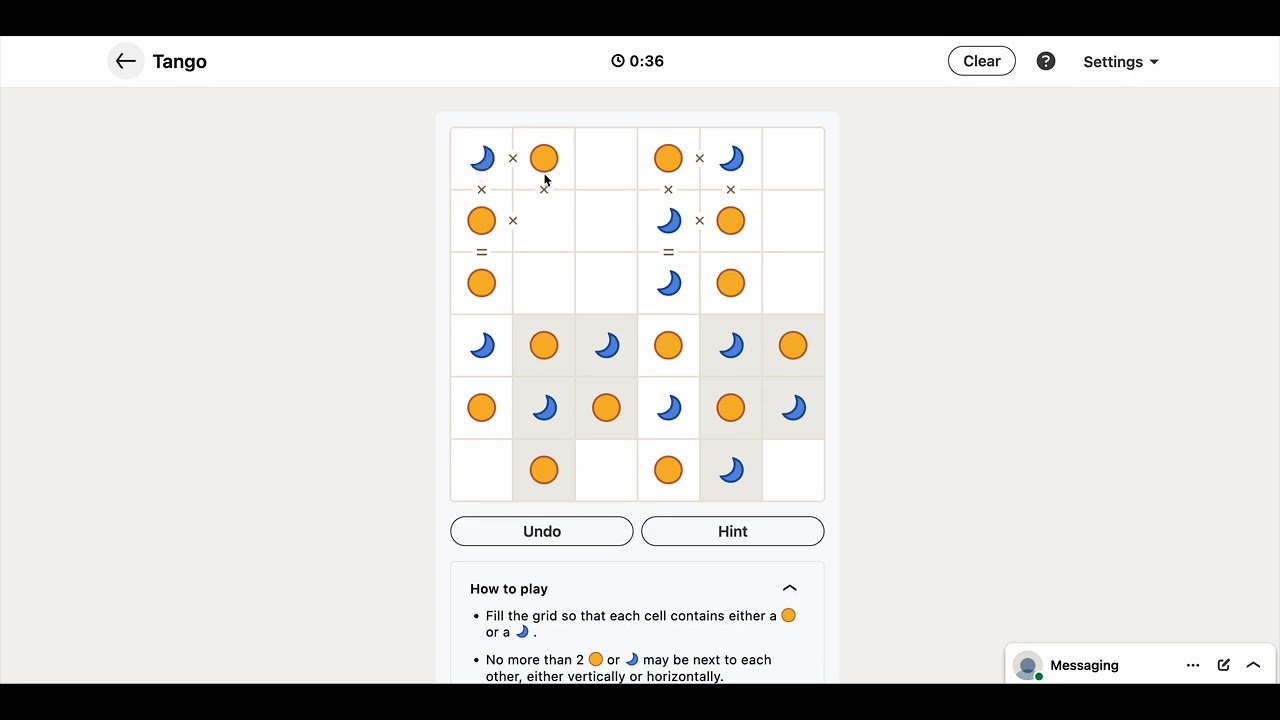 Tango
0:36
Clear
?
Settings
× ×
× × × ×
× ×
= =
Undo
Hint
How to play
• Fill the grid so that each cell contains either a
or a .
• No more than 2 or may be next to each
other, either vertically or horizontally.
Messaging